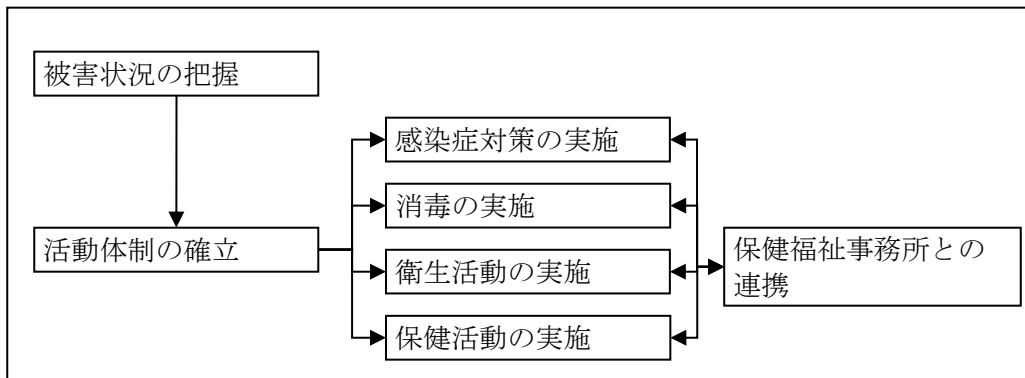 被害状況の把握
感染症対策の実施
消毒の実施
活動体制の確立
衛生活動の実施
保健福祉事務所との
連携
保健活動の実施